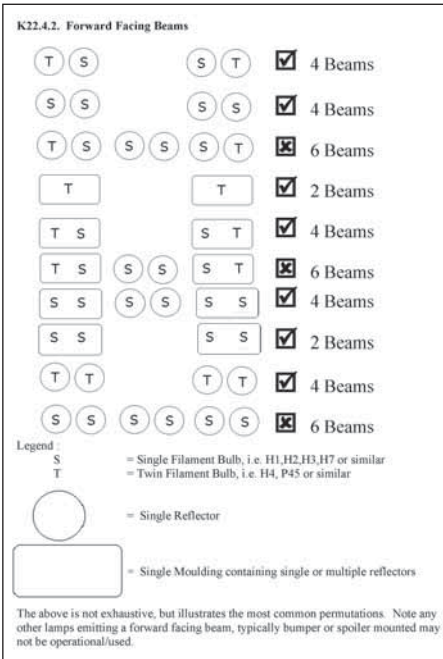 K22.4.2. Forward Facing Beams
T S S T 4 Beams
S S S S 4 Beams
T S S S S T 6 Beams
T T 2 Beams
T S S T 4 Beams
T S S S S T 6 Beams
S S S S S S 4 Beams
S S S S 2 Beams
T T T T 4 Beams
S S S S S S 6 Beams
Legend :
S = Single Filament Bulb, i.e. H1,H2,H3,H7 or similar
T = Twin Filament Bulb, i.e. H4, P45 or similar
= Single Reflector
= Single Moulding containing single or multiple reflectors
The above is not exhaustive, but illustrates the most common permutations. Note any
other lamps emitting a forward facing beam, typically bumper or spoiler mounted may
not be operational/used.